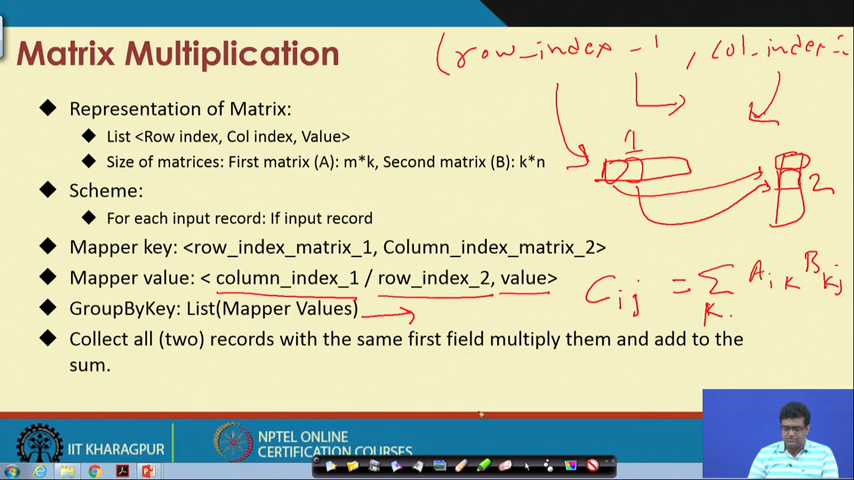 Matrix Multiplication
(row_index_1, col_index_2
Representation of Matrix:
List <Row index, Col index, Value>
Size of matrices: First matrix (A): m*k, Second matrix (B): k*n
1
2
Scheme:
For each input record: If input record
Mapper key: <row_index_matrix_1, Column_index_matrix_2>
Mapper value: < column_index_1 / row_index_2, value>
Cij = Σ Aik Bkj
k
GroupByKey: List(Mapper Values)
Collect all (two) records with the same first field multiply them and add to the
sum.
IIT KHARAGPUR
NPTEL ONLINE
CERTIFICATION COURSES